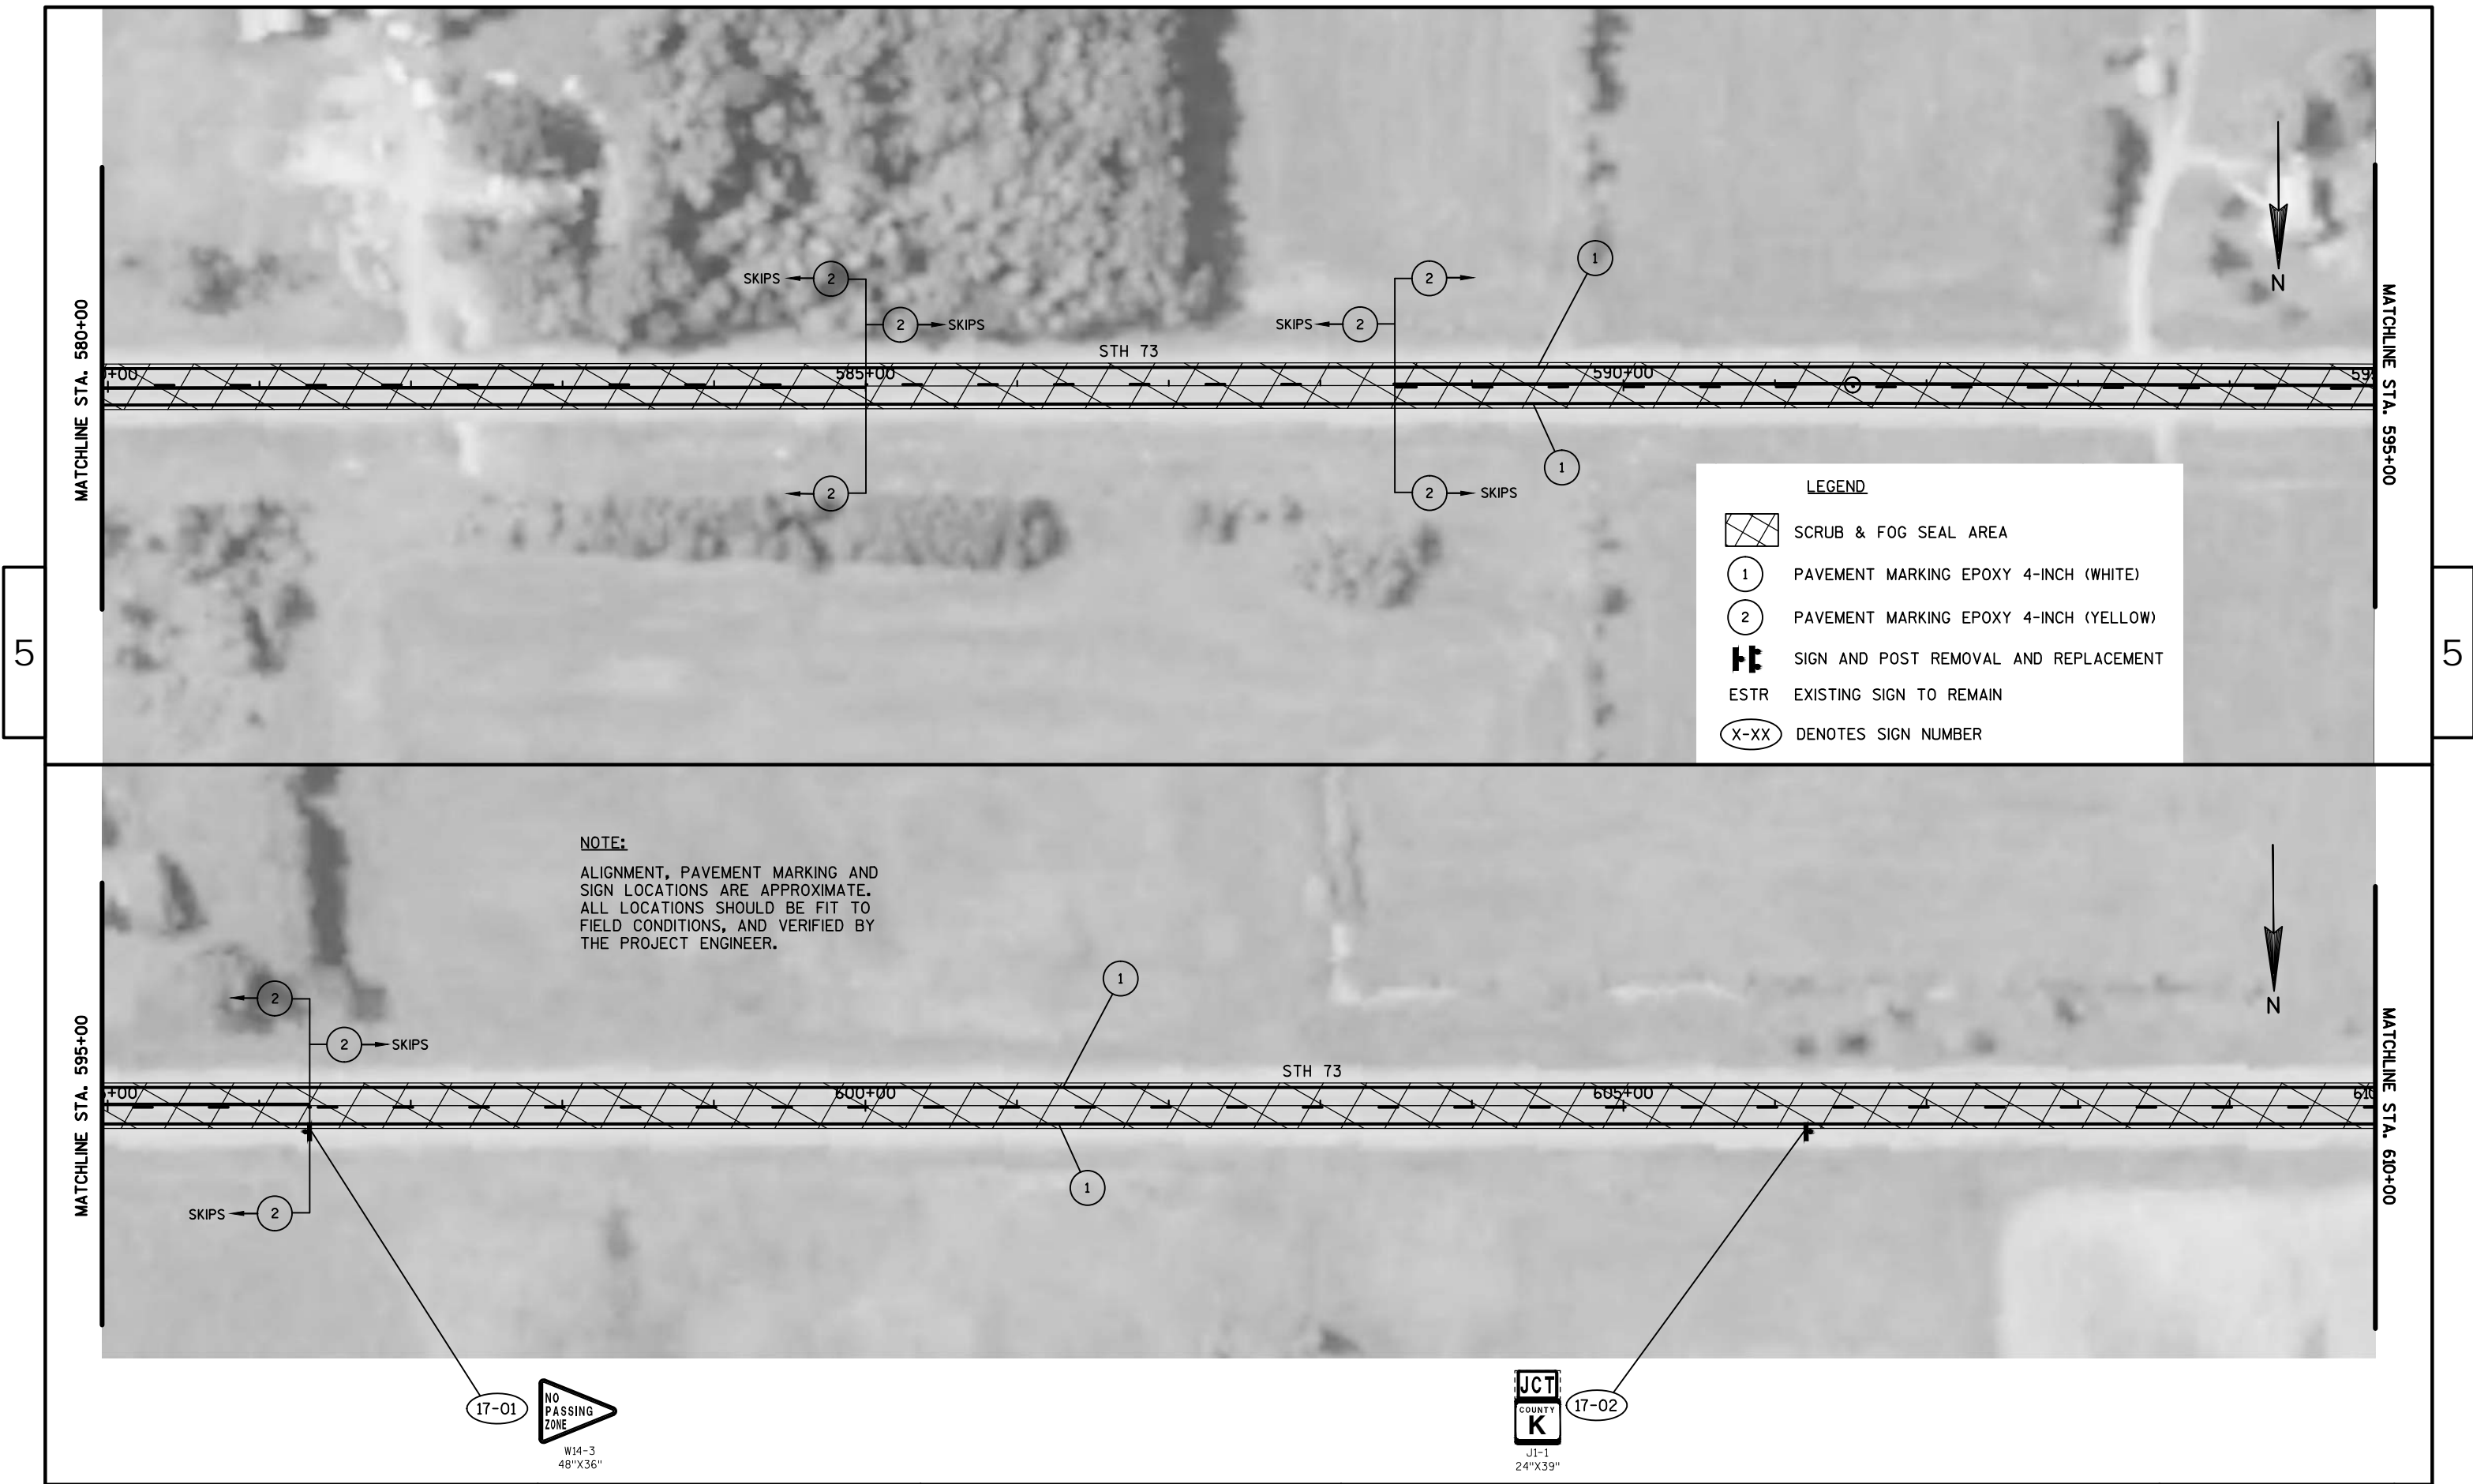 MATCHLINE STA. 580+00
SKIPS 2
2 SKIPS
2
SKIPS 2
2
2 SKIPS
1
1
STH 73
+00
585+00
590+00
59
N
MATCHLINE STA. 595+00
LEGEND
SCRUB & FOG SEAL AREA
1 PAVEMENT MARKING EPOXY 4-INCH (WHITE)
2 PAVEMENT MARKING EPOXY 4-INCH (YELLOW)
SIGN AND POST REMOVAL AND REPLACEMENT
ESTR EXISTING SIGN TO REMAIN
X-XX DENOTES SIGN NUMBER
5
5
NOTE:
ALIGNMENT, PAVEMENT MARKING AND
SIGN LOCATIONS ARE APPROXIMATE.
ALL LOCATIONS SHOULD BE FIT TO
FIELD CONDITIONS, AND VERIFIED BY
THE PROJECT ENGINEER.
MATCHLINE STA. 595+00
2
2 SKIPS
SKIPS 2
1
1
STH 73
+00
600+00
605+00
610
N
MATCHLINE STA. 610+00
17-01
NO
PASSING
ZONE
W14-3
48"X36"
JCT
COUNTY
K
17-02
J1-1
24"X39"